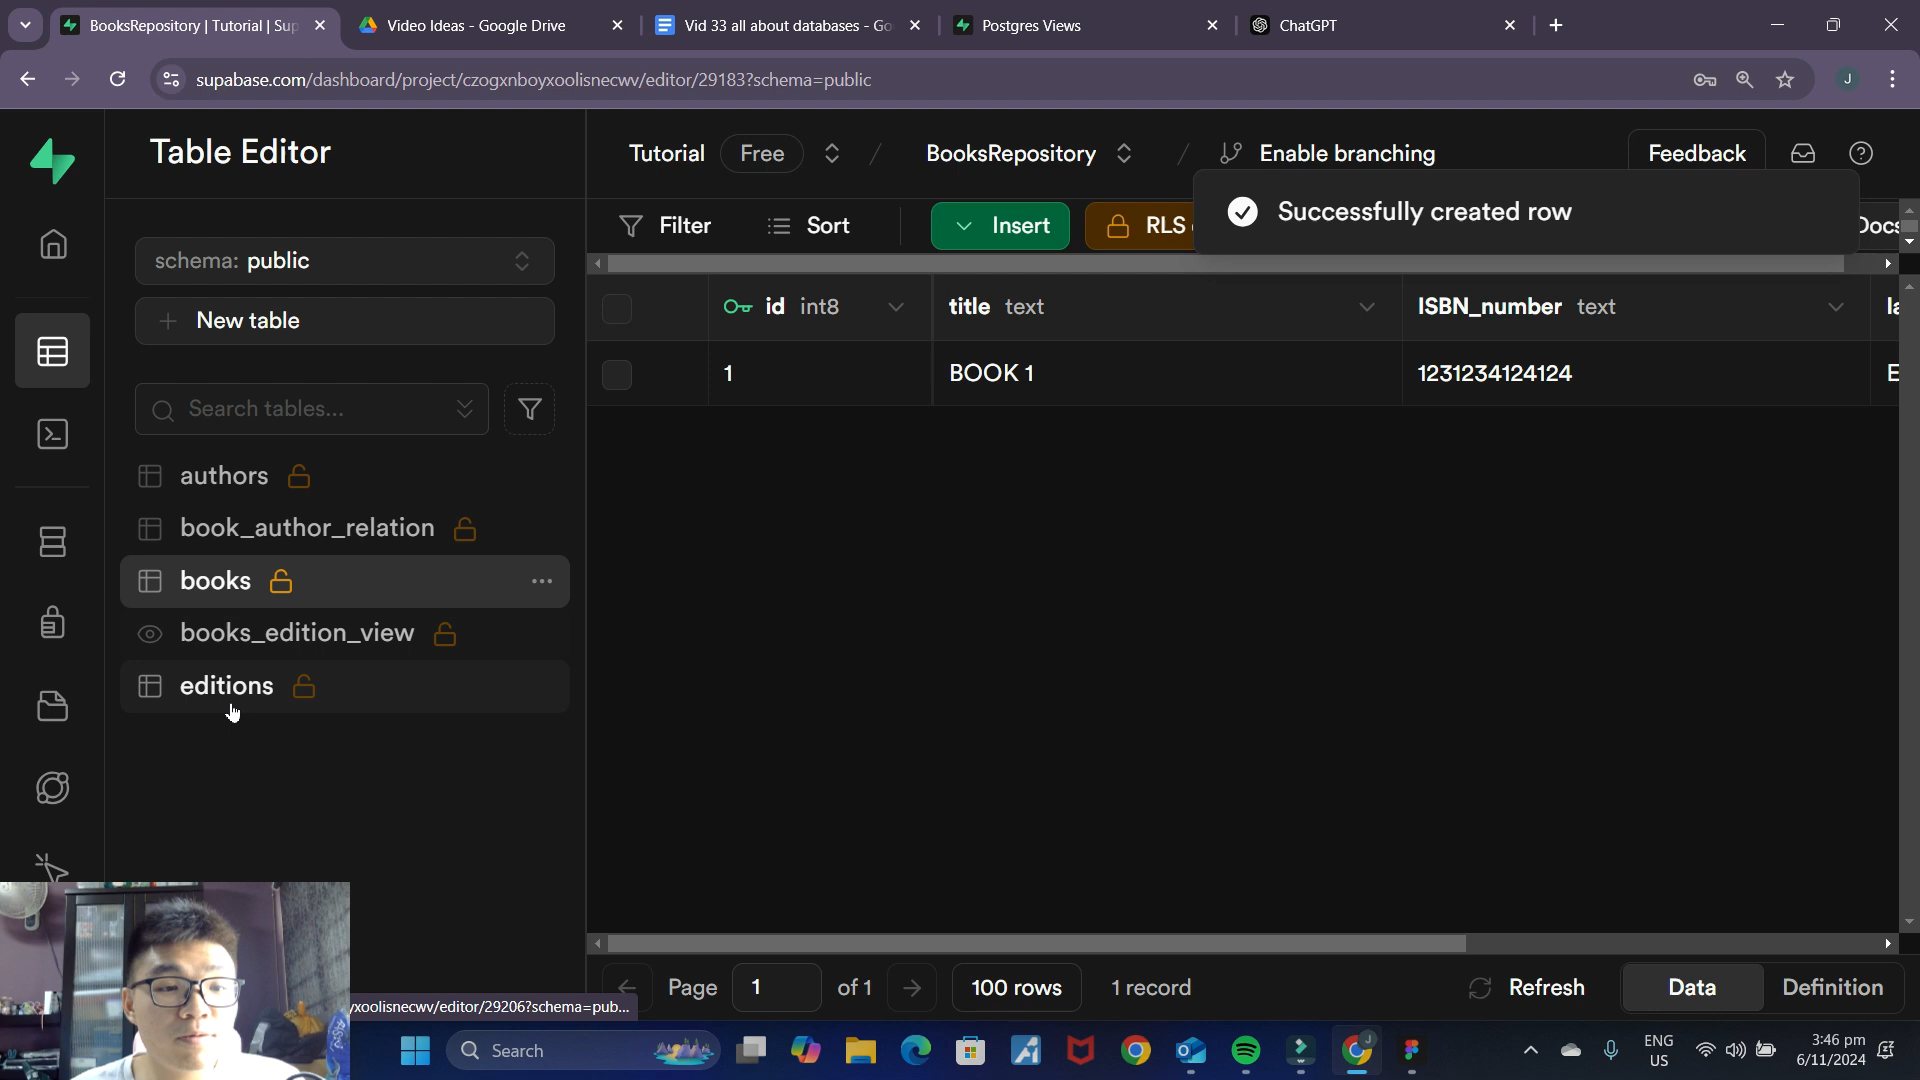 BooksRepository | Tutorial | Sup
Video Ideas - Google Drive
Vid 33 all about databases - Go
Postgres Views
ChatGPT
supabase.com/dashboard/project/czogxnboyxoolisnecwv/editor/29183?schema=public
J
Table Editor
Tutorial
Free
/
BooksRepository
/
Enable branching
Feedback
Successfully created row
schema: public
Filter
Sort
Insert
RLS
Docs
New table
id int8
title text
ISBN_number text
1
BOOK 1
1231234124124
E
Search tables...
authors
book_author_relation
books
books_edition_view
editions
Page
1
of 1
100 rows
1 record
Refresh
Data
Definition
yxoolisnecwv/editor/29206?schema=pub...
Search
ENG
US
3:46 pm
6/11/2024